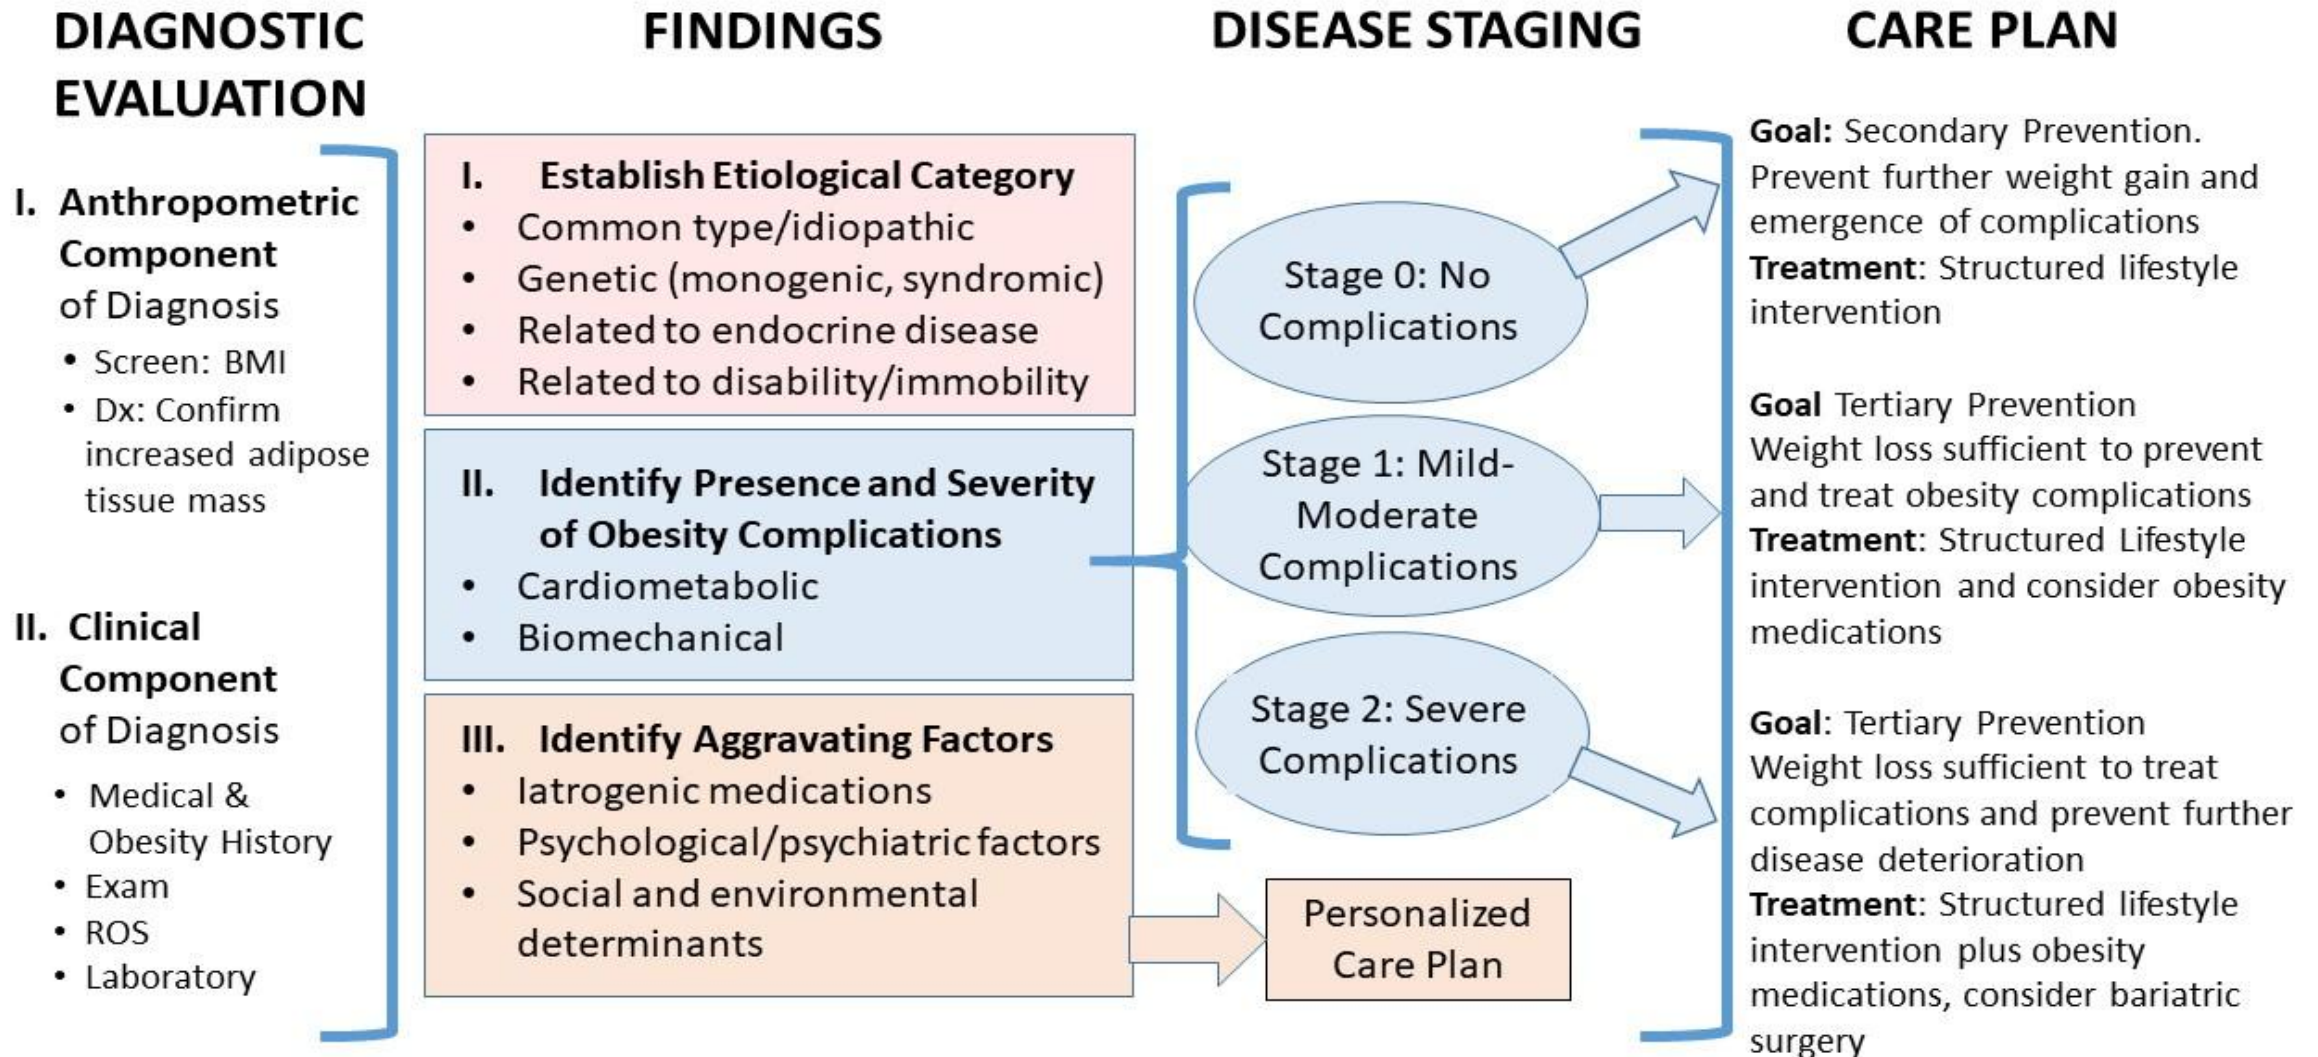 DIAGNOSTIC
EVALUATION
I. Anthropometric
Component
of Diagnosis
• Screen: BMI
• Dx: Confirm
increased adipose
tissue mass
II. Clinical
Component
of Diagnosis
• Medical &
Obesity History
• Exam
• ROS
• Laboratory
FINDINGS
I. Establish Etiological Category
• Common type/idiopathic
• Genetic (monogenic, syndromic)
• Related to endocrine disease
• Related to disability/immobility
II. Identify Presence and Severity
of Obesity Complications
• Cardiometabolic
• Biomechanical
III. Identify Aggravating Factors
• Iatrogenic medications
• Psychological/psychiatric factors
• Social and environmental
determinants
DISEASE STAGING
Stage 0: No
Complications
Stage 1: Mild-
Moderate
Complications
Stage 2: Severe
Complications
Personalized
Care Plan
CARE PLAN
Goal: Secondary Prevention.
Prevent further weight gain and
emergence of complications
Treatment: Structured lifestyle
intervention
Goal Tertiary Prevention
Weight loss sufficient to prevent
and treat obesity complications
Treatment: Structured Lifestyle
intervention and consider obesity
medications
Goal: Tertiary Prevention
Weight loss sufficient to treat
complications and prevent further
disease deterioration
Treatment: Structured lifestyle
intervention plus obesity
medications, consider bariatric
surgery